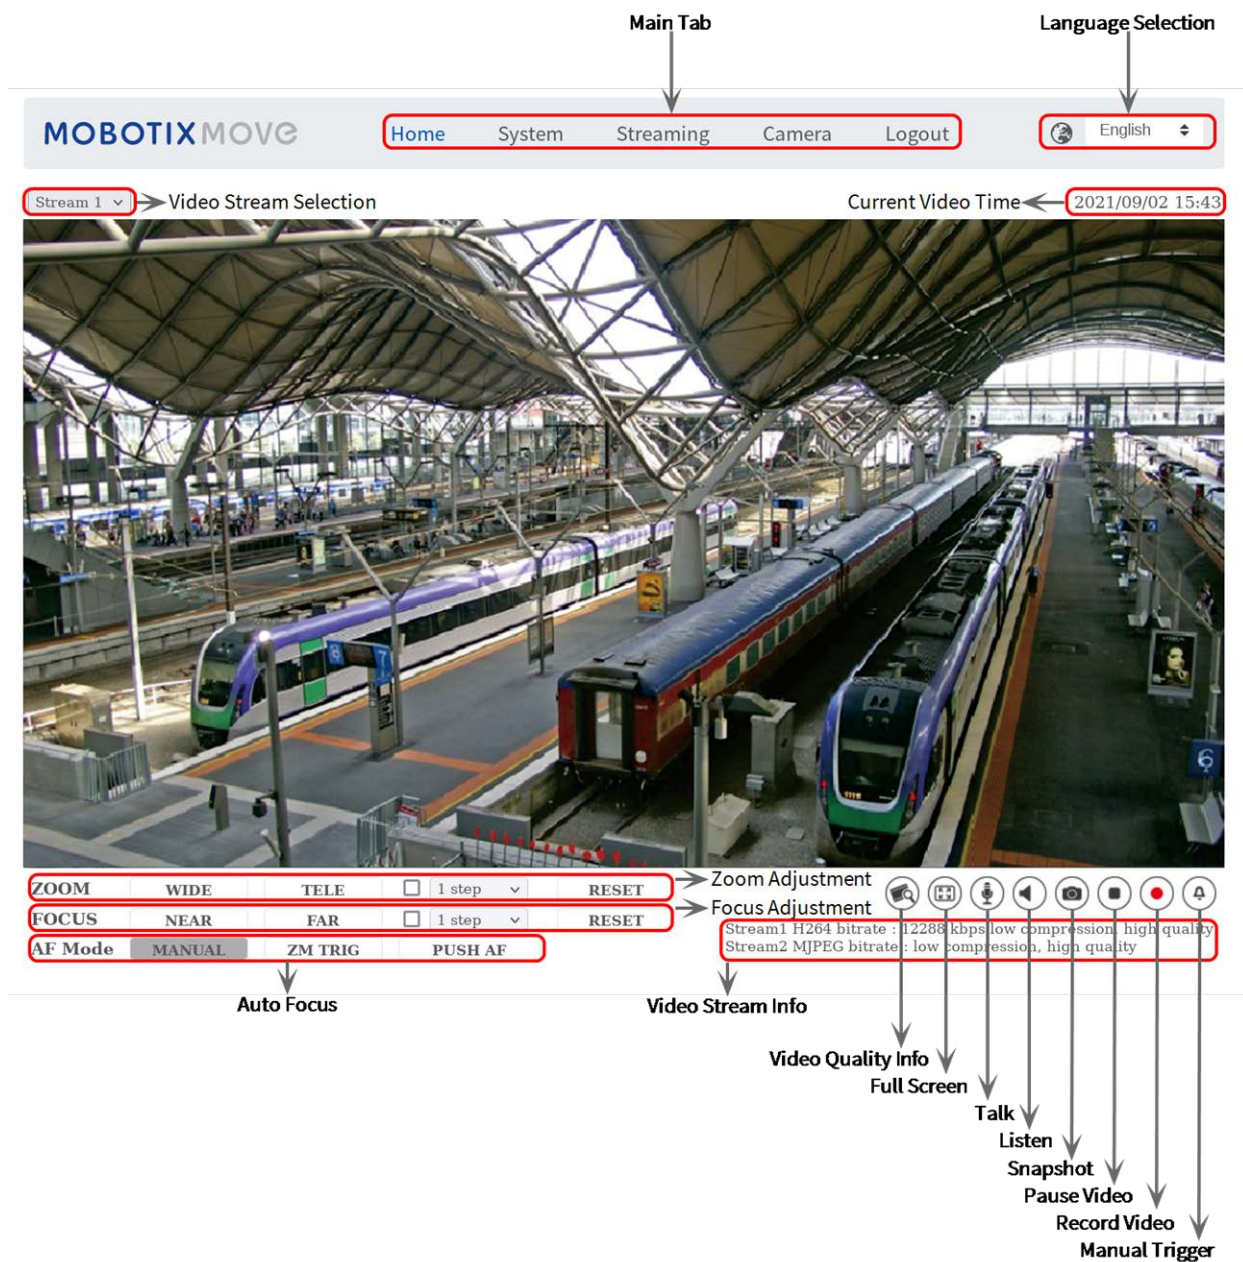 Main Tab
Language Selection
MOBOTIX MOVE
Home System Streaming Camera Logout
English
Stream 1
Video Stream Selection
Current Video Time
2021/09/02 15:43
8
7
6
ZOOM WIDE TELE 1 step RESET
Zoom Adjustment
FOCUS NEAR FAR 1 step RESET
Focus Adjustment
AF Mode MANUAL ZM TRIG PUSH AF
Stream1 H264 bitrate : 12288 kbps low compression, high quality
Stream2 MJPEG bitrate : low compression, high quality
Auto Focus
Video Stream Info
Video Quality Info
Full Screen
Talk
Listen
Snapshot
Pause Video
Record Video
Manual Trigger